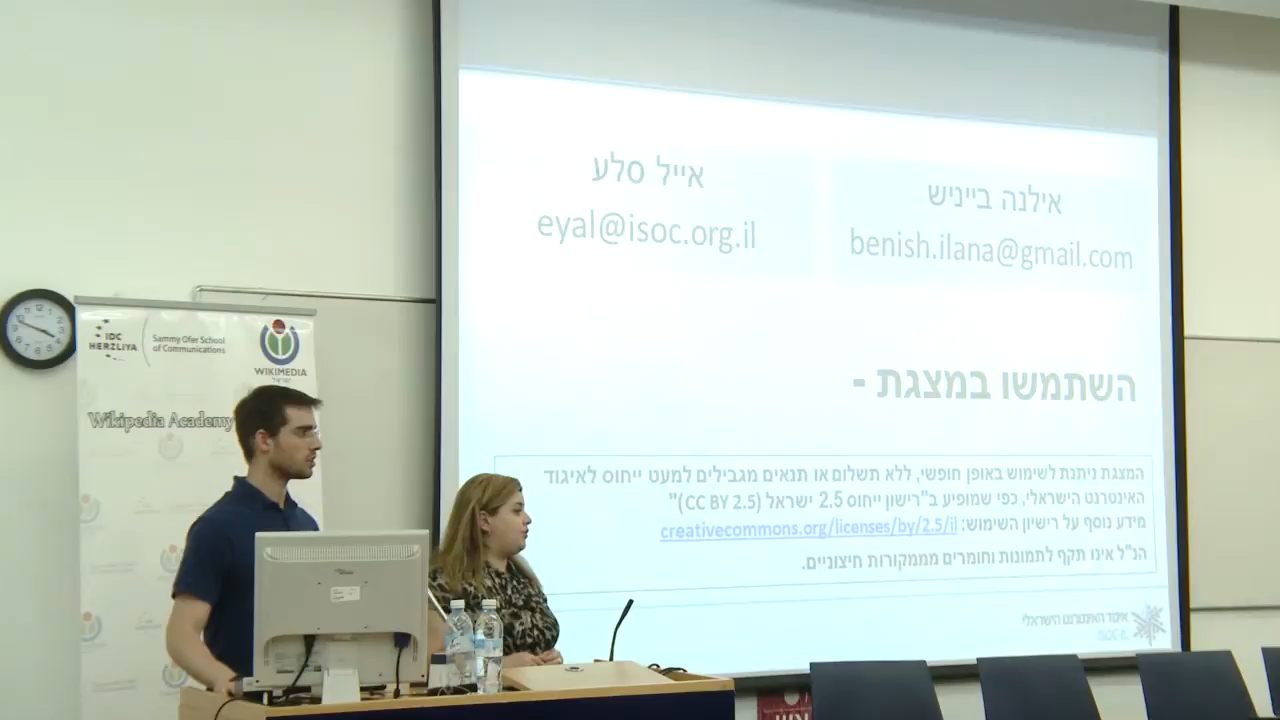 אילנה בייניש
benish.ilana@gmail.com
אייל סלע
eyal@isoc.org.il
השתמשו במצגת -
המצגת ניתנת לשימוש באופן חופשי, ללא תשלום או תנאים מגבילים למעט ייחוס לאיגוד
האינטרנט הישראלי, כפי שמופיע ב"רישיון ייחוס 2.5 ישראל (CC BY 2.5)"
מידע נוסף על רישיון השימוש: creativecommons.org/licenses/by/2.5/il
הנ"ל אינו תקף לתמונות וחומרים מממקורות חיצוניים.
איגוד האינטרנט הישראלי
ISOC-IL
IDC
HERZLIYA
Sammy Ofer School
of Communications
WIKIMEDIA
ישראל
Wikipedia Academy